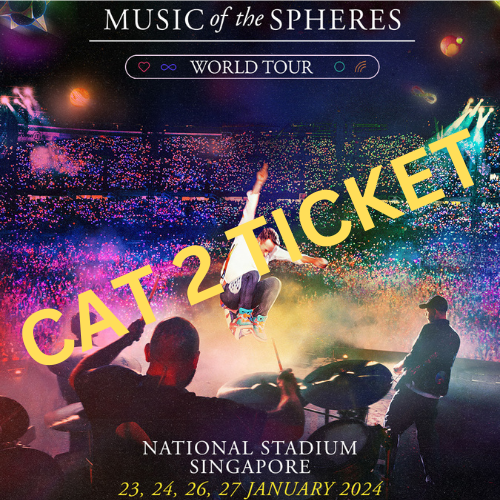 MUSIC of the SPHERES
WORLD TOUR
CAT 2 TICKET
NATIONAL STADIUM
SINGAPORE
23, 24, 26, 27 JANUARY 2024